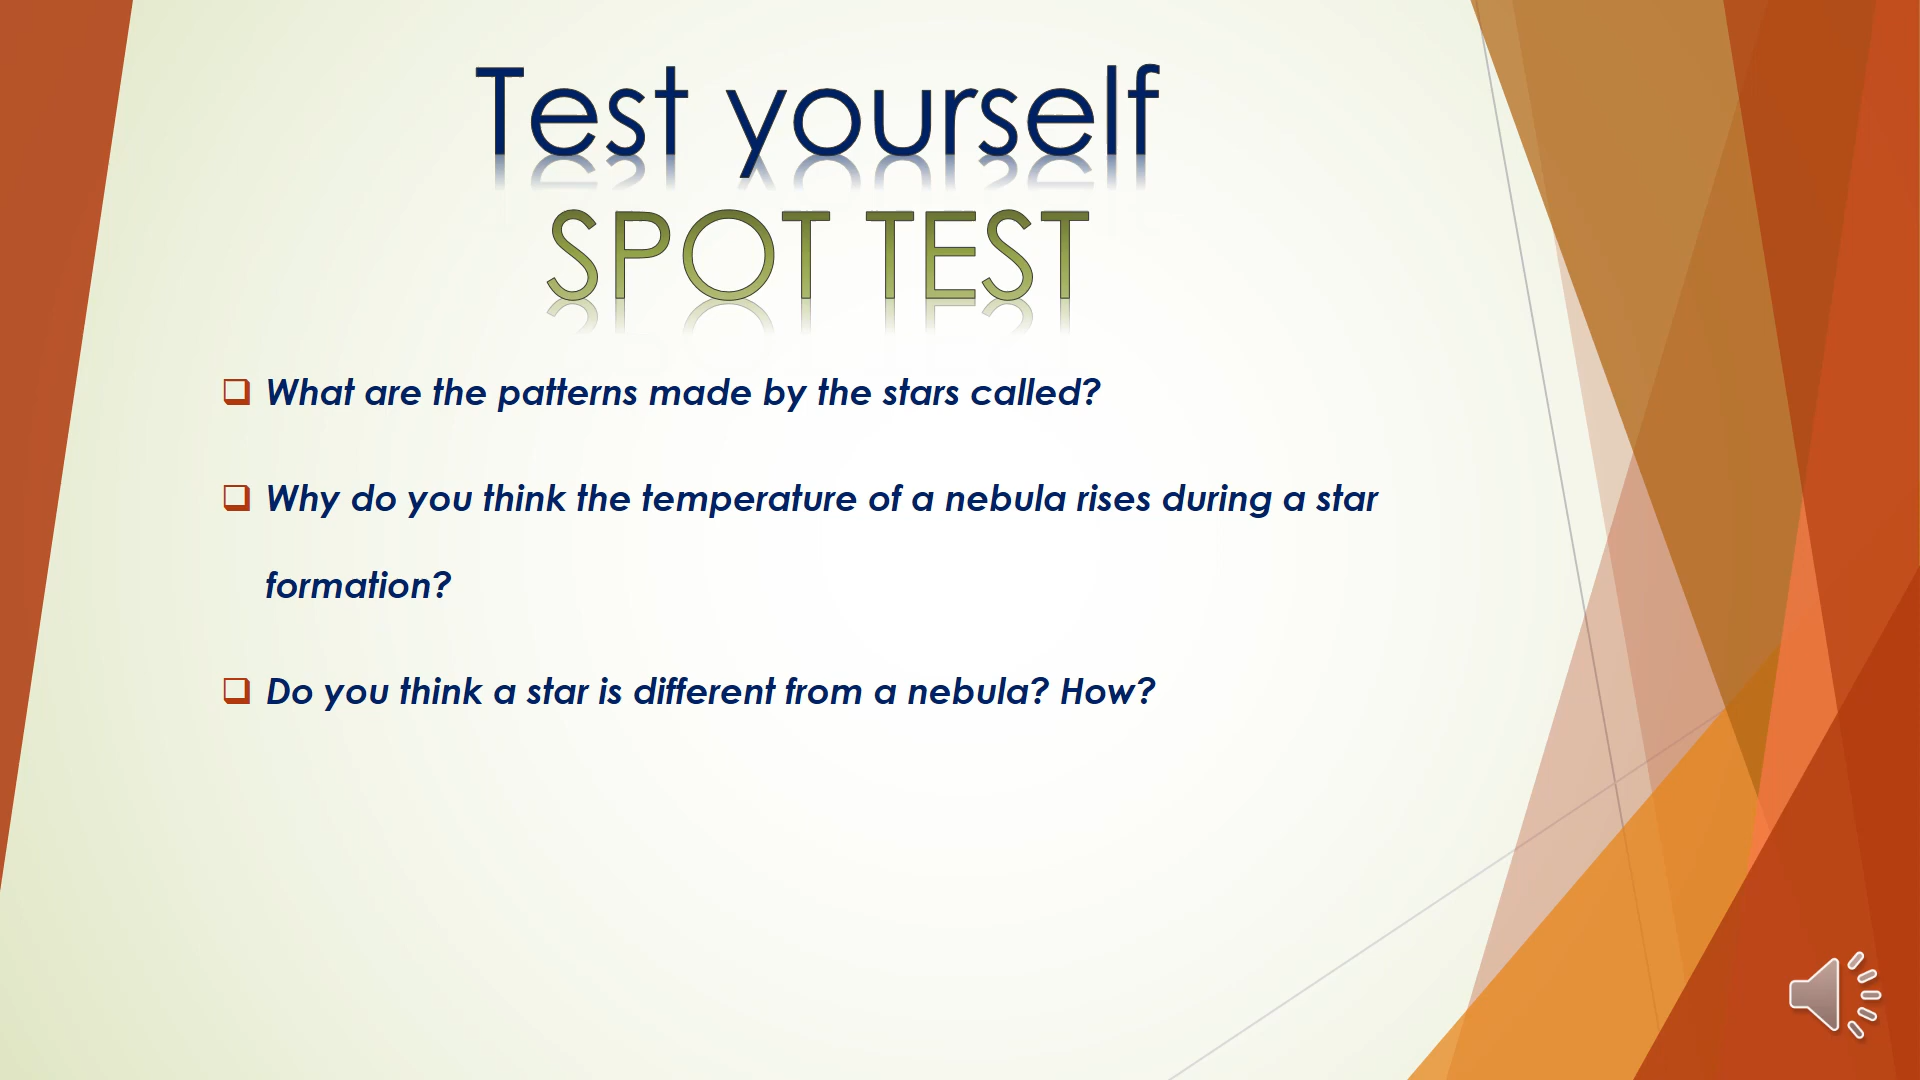 Test yourself
SPOT TEST
What are the patterns made by the stars called?
Why do you think the temperature of a nebula rises during a star
formation?
Do you think a star is different from a nebula? How?